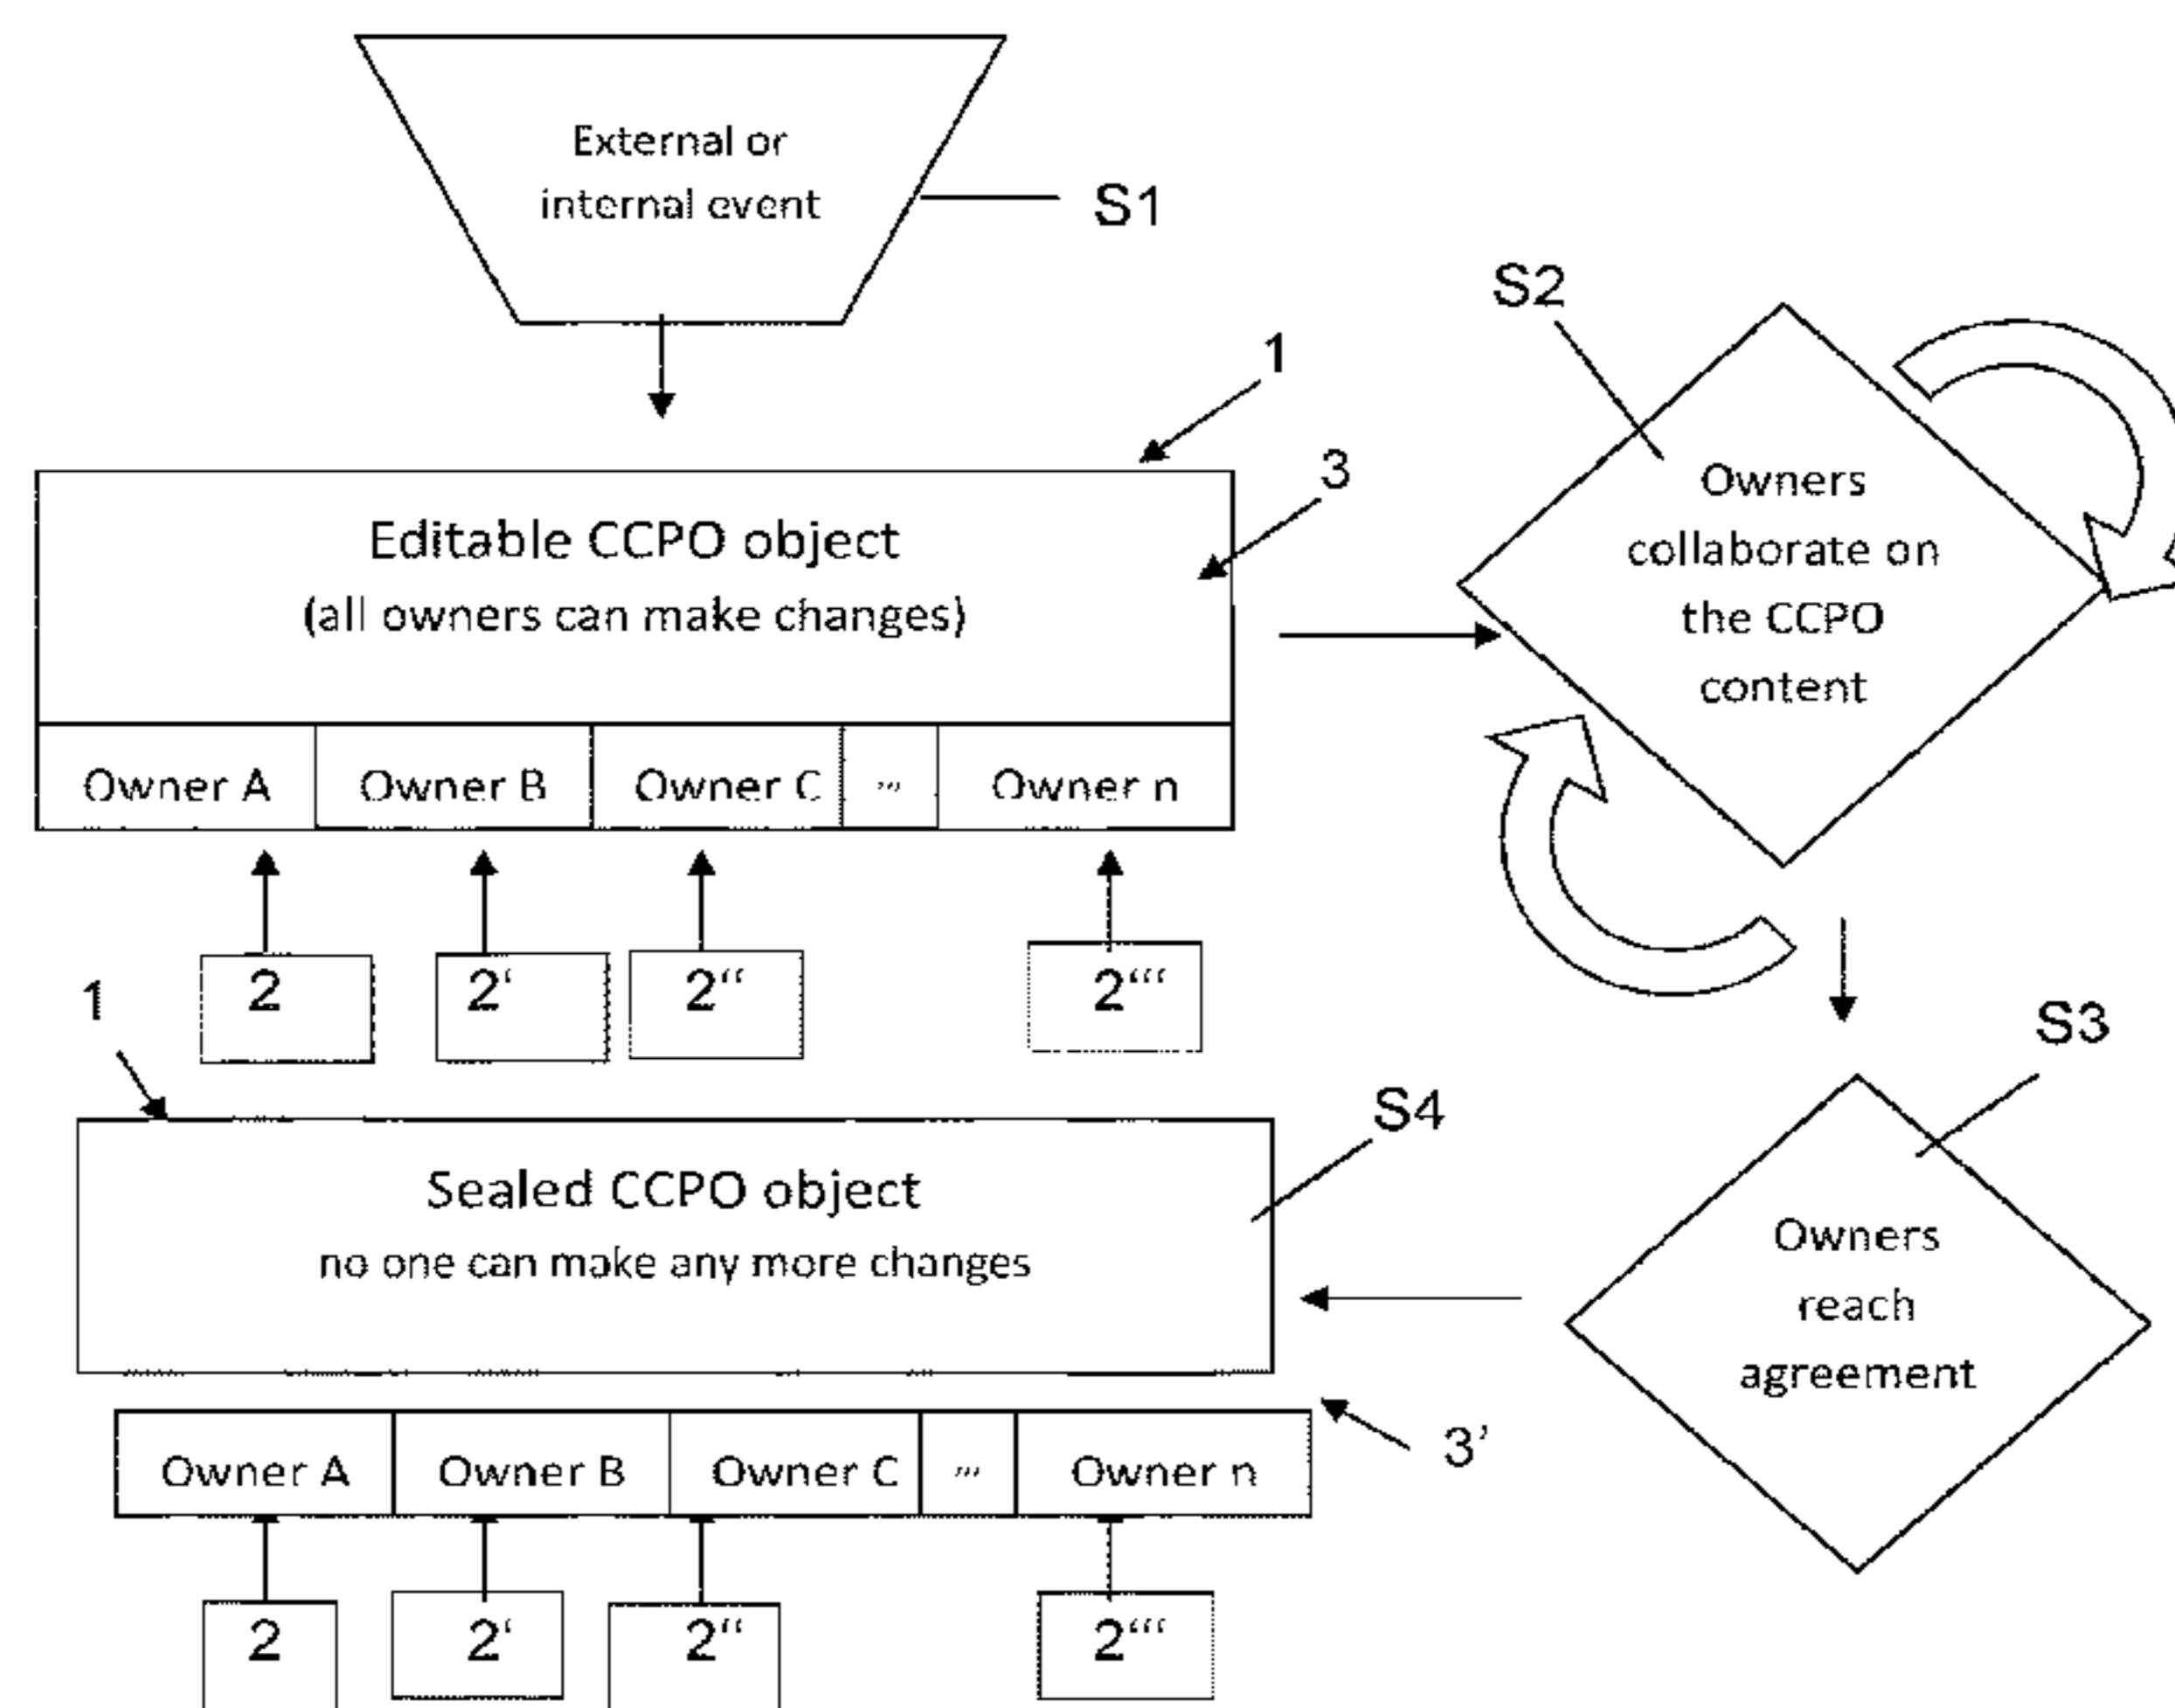 External or
internal event
S1
S2
1
3
Editable CCPO object
(all owners can make changes)
Owners
collaborate on
the CCPO
content
Owner A Owner B Owner C ... Owner n
2 2‘ 2‘‘ 2‘‘‘
1
S3
S4
Sealed CCPO object
no one can make any more changes
Owners
reach
agreement
3’
Owner A Owner B Owner C ... Owner n
2 2‘ 2‘‘ 2‘‘‘